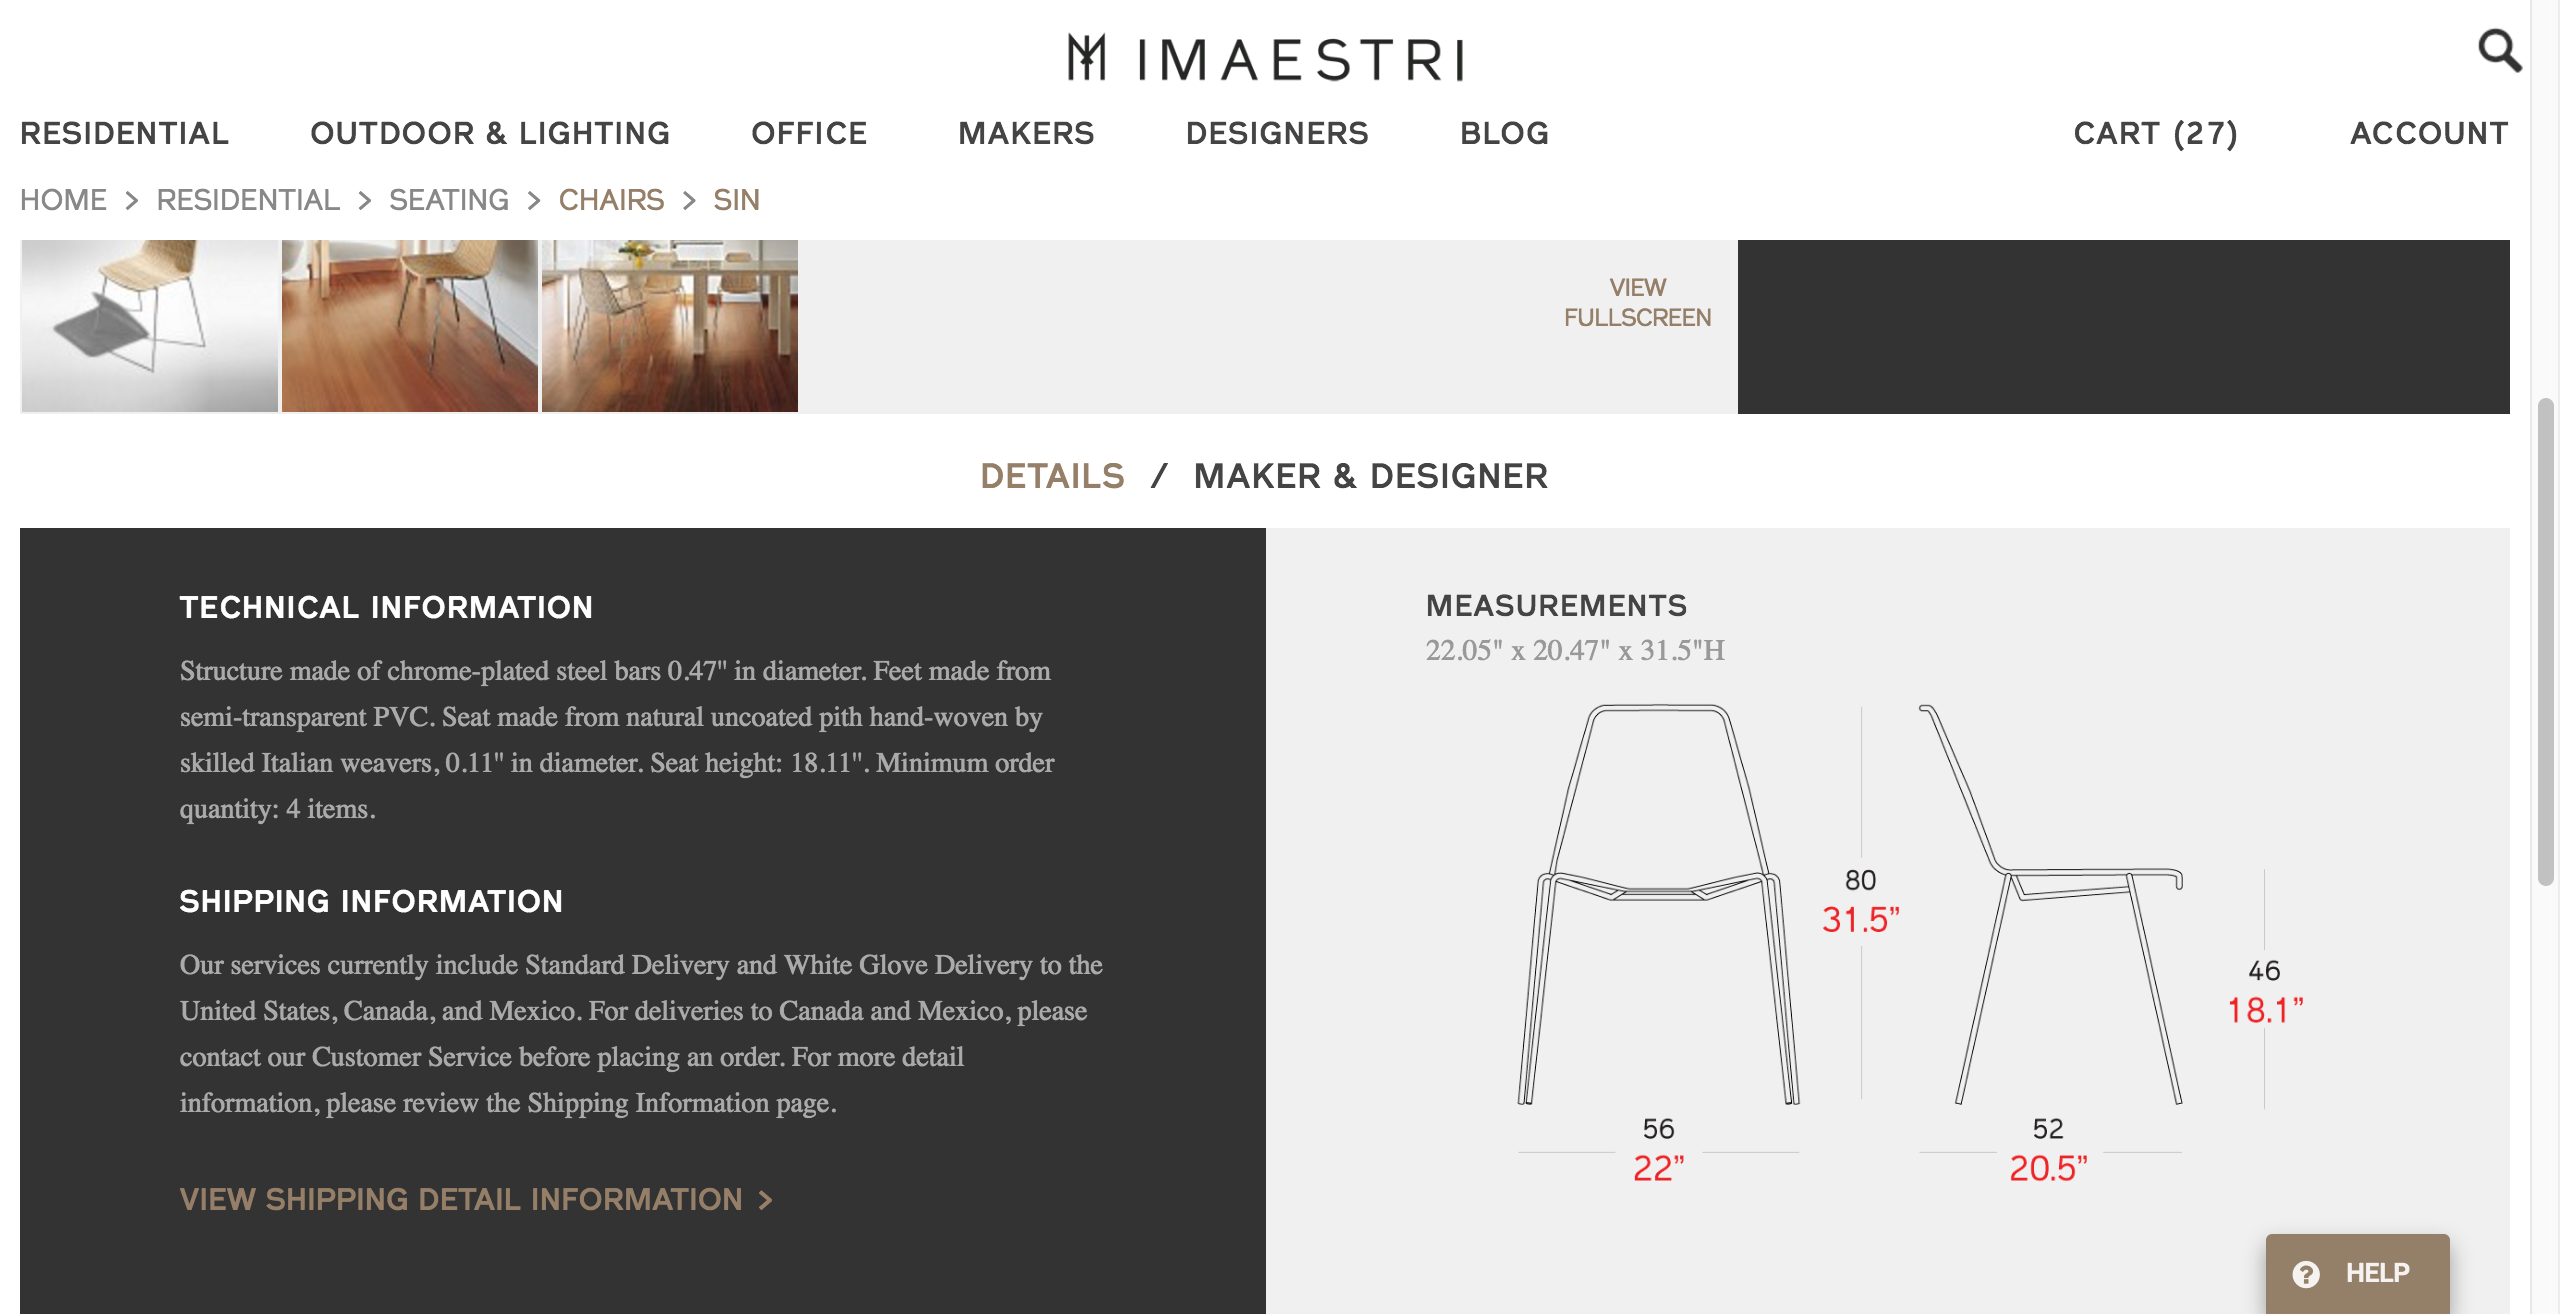 IMAESTRI
RESIDENTIAL OUTDOOR & LIGHTING OFFICE MAKERS DESIGNERS BLOG CART (27) ACCOUNT
HOME > RESIDENTIAL > SEATING > CHAIRS > SIN
VIEW
FULLSCREEN
DETAILS / MAKER & DESIGNER
TECHNICAL INFORMATION
Structure made of chrome-plated steel bars 0.47" in diameter. Feet made from
semi-transparent PVC. Seat made from natural uncoated pith hand-woven by
skilled Italian weavers, 0.11" in diameter. Seat height: 18.11". Minimum order
quantity: 4 items.
SHIPPING INFORMATION
Our services currently include Standard Delivery and White Glove Delivery to the
United States, Canada, and Mexico. For deliveries to Canada and Mexico, please
contact our Customer Service before placing an order. For more detail
information, please review the Shipping Information page.
VIEW SHIPPING DETAIL INFORMATION >
MEASUREMENTS
22.05" x 20.47" x 31.5"H
80
31.5”
46
18.1”
56
22”
52
20.5”
HELP